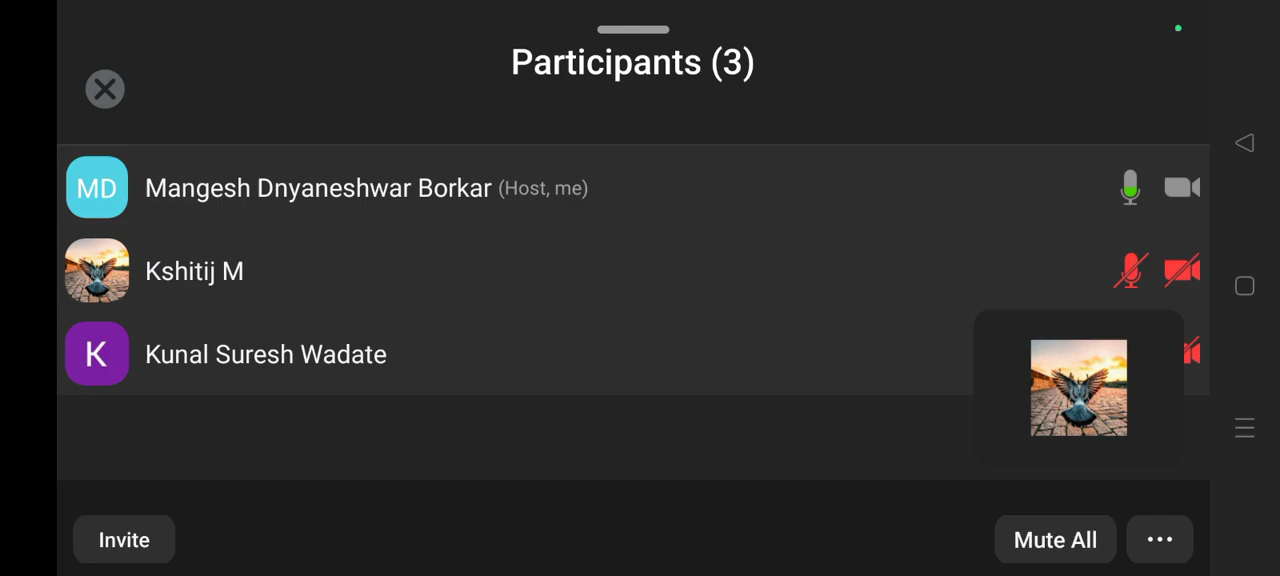 Participants (3)
MD Mangesh Dnyaneshwar Borkar (Host, me)
Kshitij M
K Kunal Suresh Wadate
Invite Mute All ...